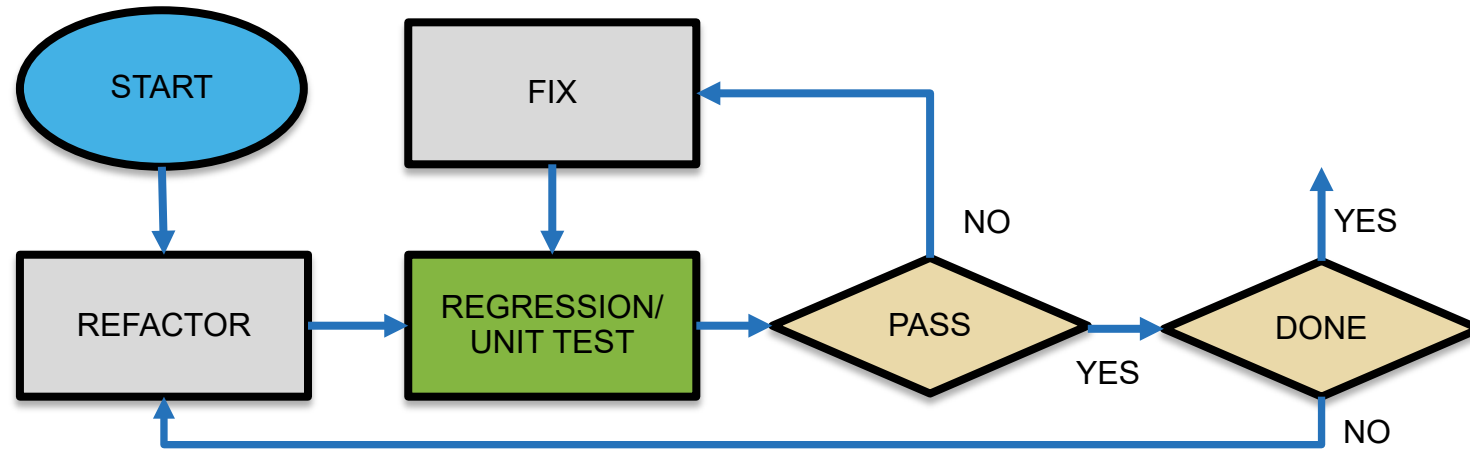 START
FIX
NO
YES
REFACTOR
REGRESSION/
UNIT TEST
PASS
DONE
YES
NO